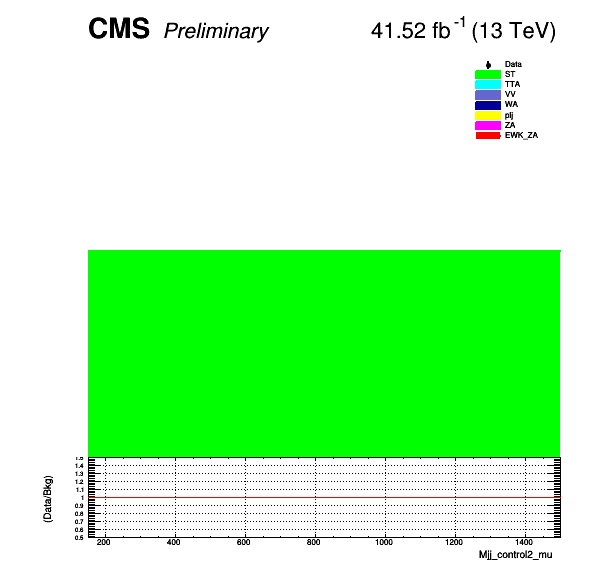 CMS Preliminary 41.52 fb-1 (13 TeV)
Data
ST
TTA
VV
WA
plj
ZA
EWK_ZA
(Data/Bkg)
1.5
1.4
1.3
1.2
1.1
1
0.9
0.8
0.7
0.6
0.5
200 400 600 800 1000 1200 1400
Mjj_control2_mu